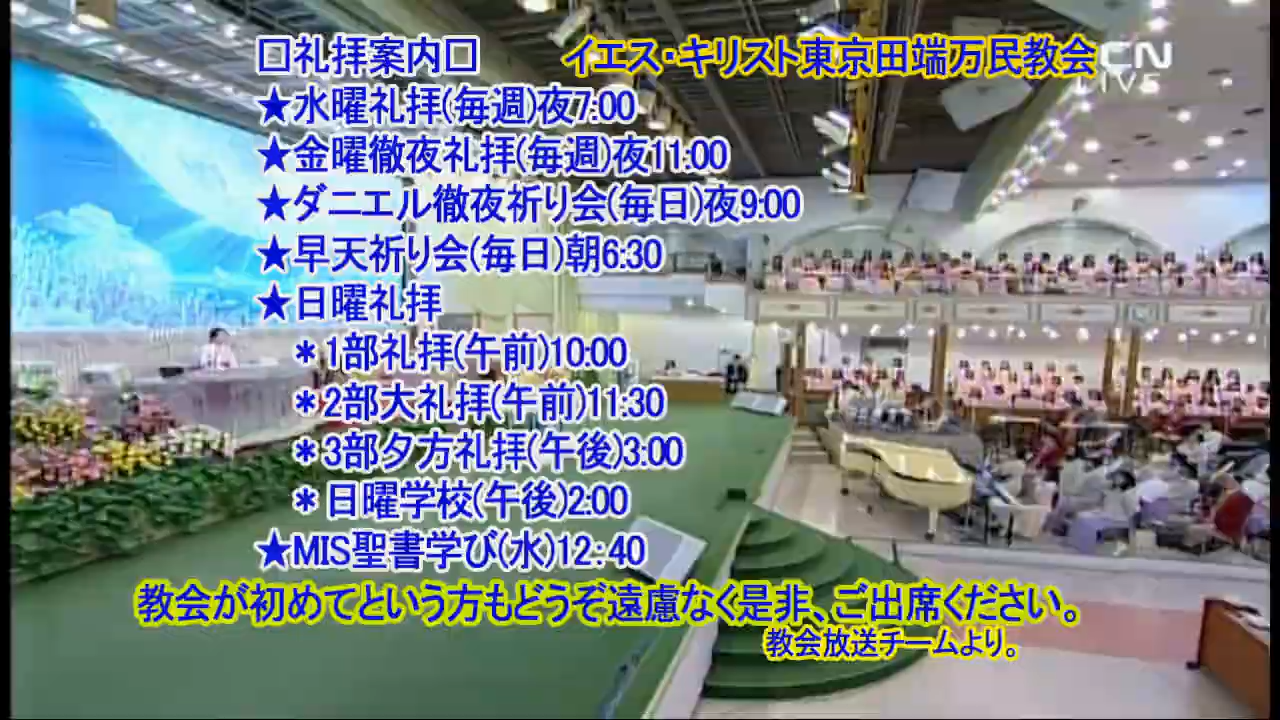 □礼拝案内□ イエス・キリスト東京田端万民教会
CN
LIVE
★水曜礼拝(毎週)夜7:00
★金曜徹夜礼拝(毎週)夜11:00
★ダニエル徹夜祈り会(毎日)夜9:00
★早天祈り会(毎日)朝6:30
★日曜礼拝
＊1部礼拝(午前)10:00
＊2部大礼拝(午前)11:30
＊3部夕方礼拝(午後)3:00
＊日曜学校(午後)2:00
★MIS聖書学び(水)12:40
教会が初めてという方もどうぞ遠慮なく是非、ご出席ください。
教会放送チームより。